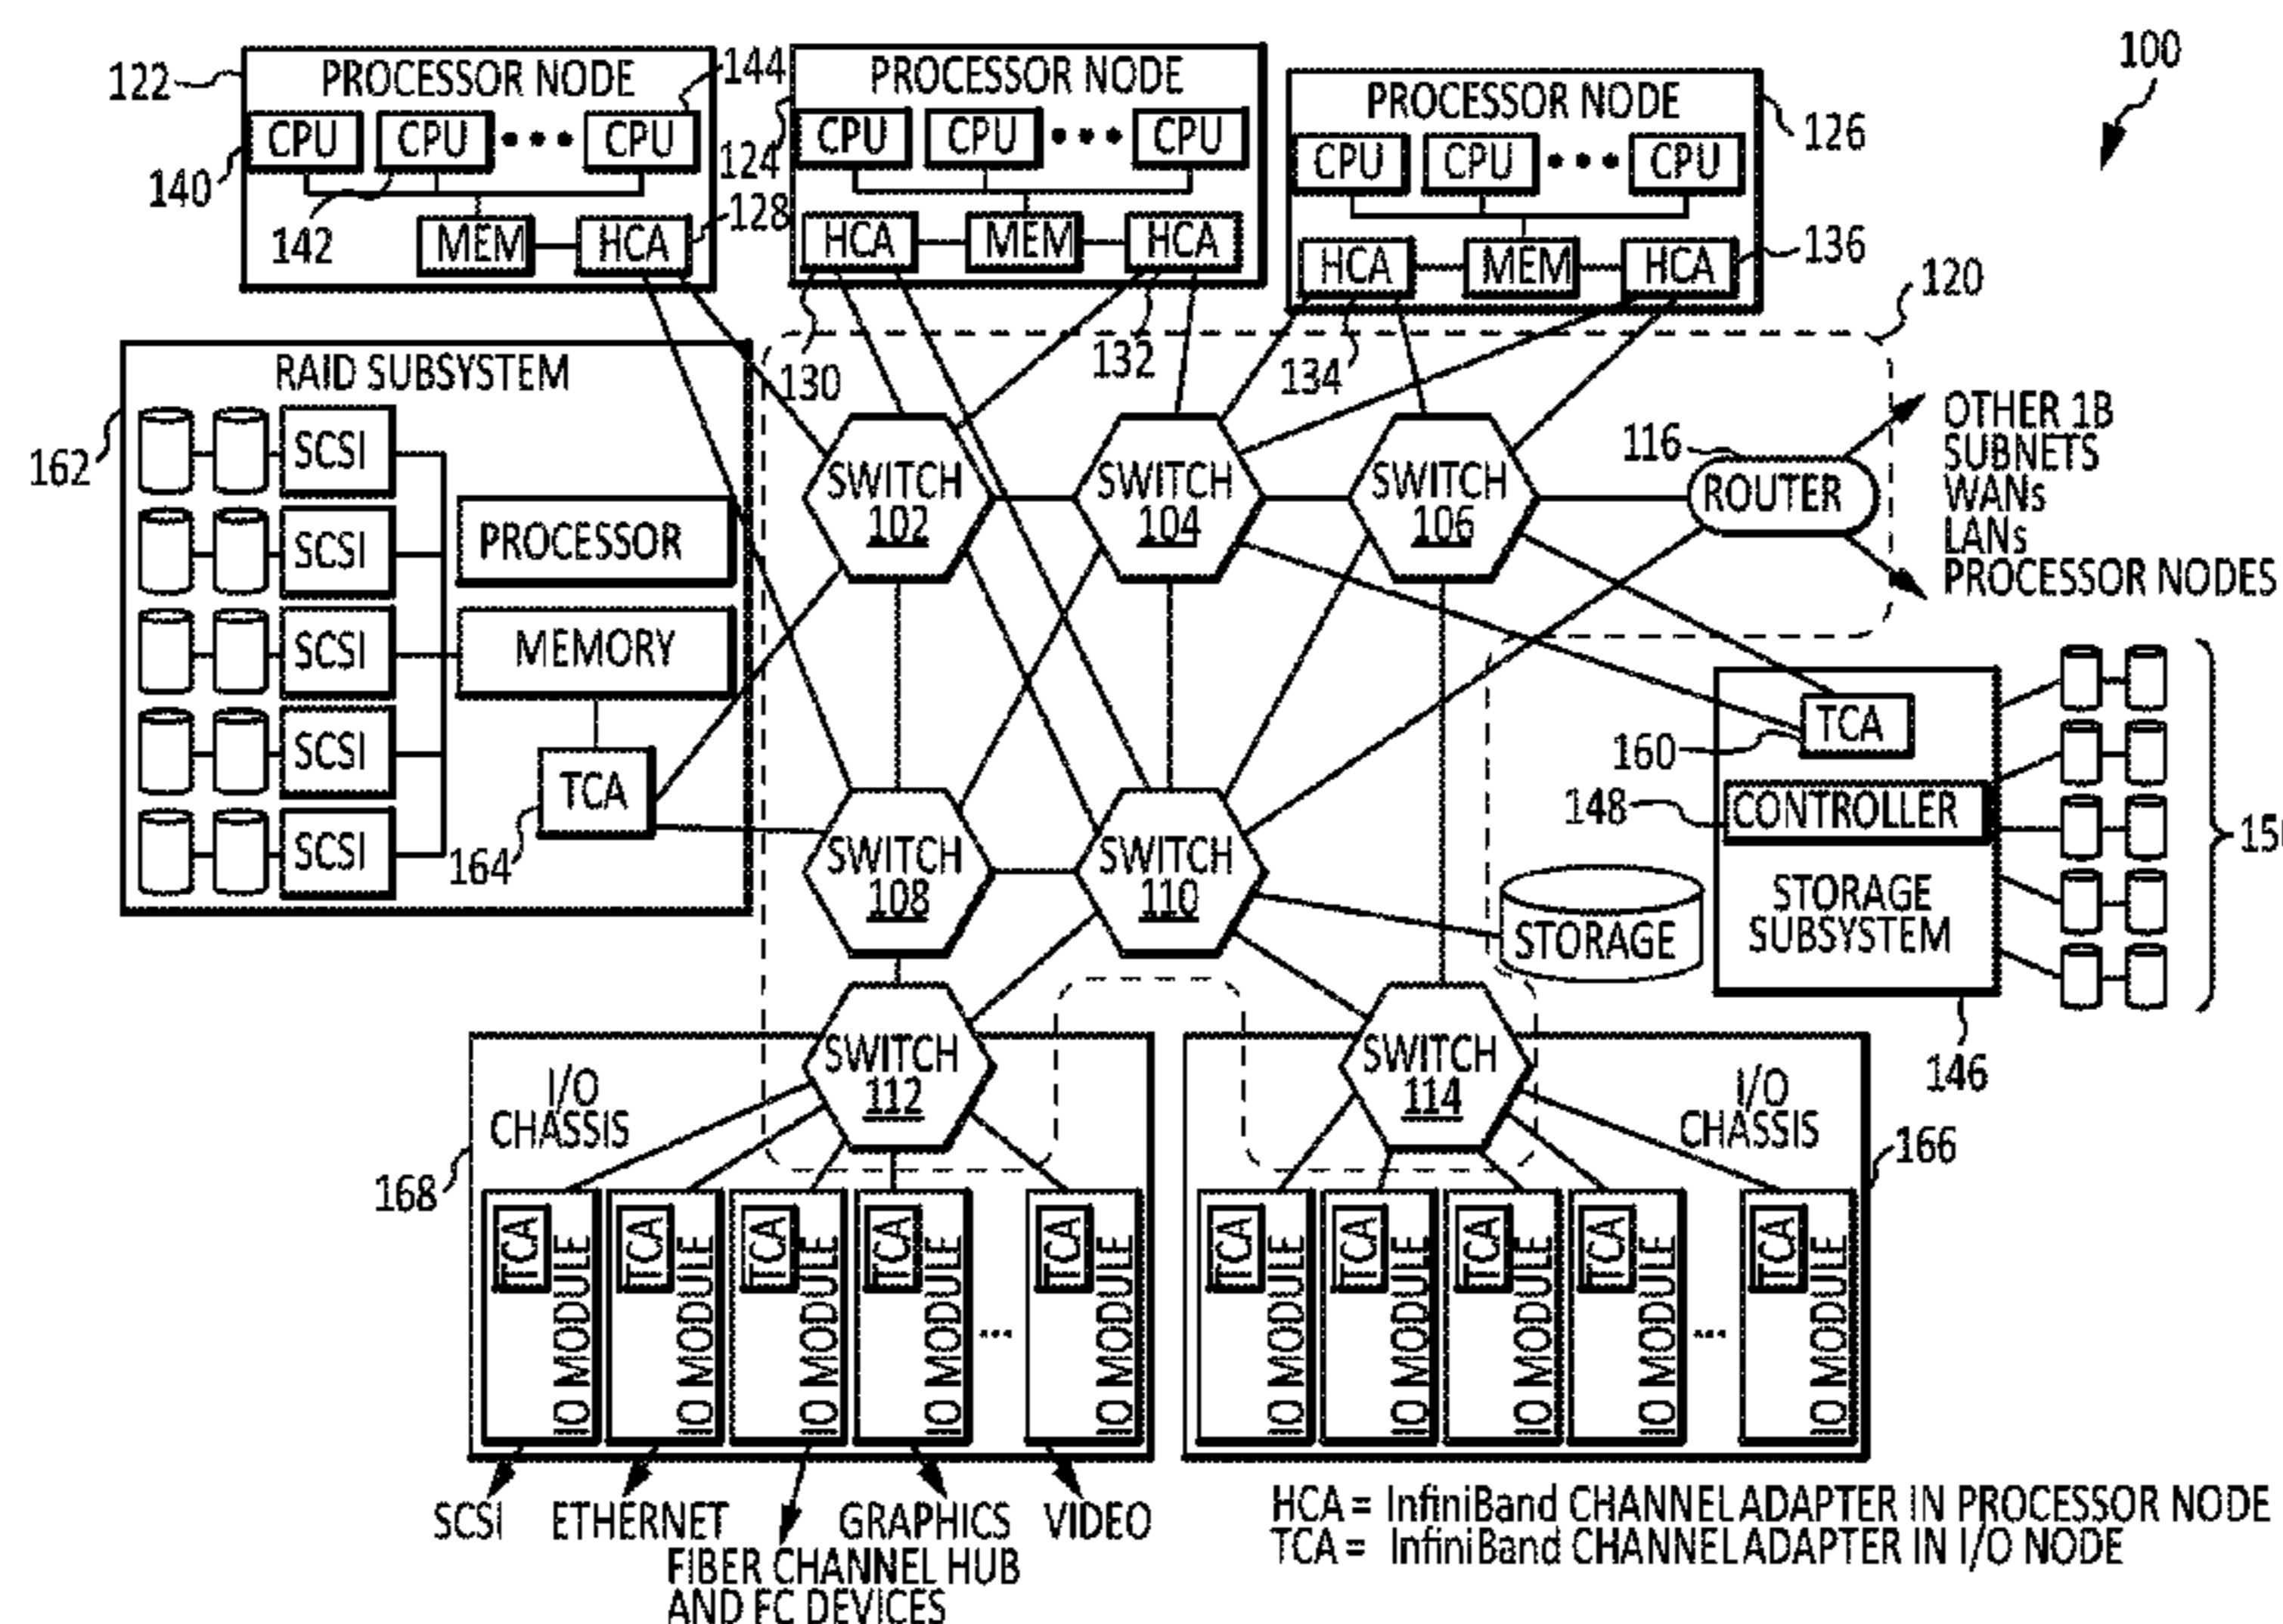 100
122
PROCESSOR NODE
144
CPU
CPU
CPU
140
142
MEM
HCA
128
PROCESSOR NODE
124
CPU
CPU
CPU
HCA
MEM
HCA
130
132
PROCESSOR NODE
126
CPU
CPU
CPU
HCA
MEM
HCA
136
134
120
RAID SUBSYSTEM
162
SCSI
SCSI
SCSI
SCSI
SCSI
PROCESSOR
MEMORY
TCA
164
SWITCH
102
SWITCH
104
SWITCH
106
116
ROUTER
OTHER 1B
SUBNETS
WANs
LANs
PROCESSOR NODES
SWITCH
108
SWITCH
110
STORAGE
TCA
160
148
CONTROLLER
STORAGE
SUBSYSTEM
146
SWITCH
112
SWITCH
114
I/O
CHASSIS
168
TCA
IO MODULE
TCA
IO MODULE
TCA
IO MODULE
TCA
IO MODULE
...
TCA
IO MODULE
I/O
CHASSIS
166
TCA
IO MODULE
TCA
IO MODULE
TCA
IO MODULE
TCA
IO MODULE
...
TCA
IO MODULE
SCSI
ETHERNET
FIBER CHANNEL HUB
AND FC DEVICES
GRAPHICS
VIDEO
HCA = InfiniBand CHANNEL ADAPTER IN PROCESSOR NODE
TCA = InfiniBand CHANNEL ADAPTER IN I/O NODE